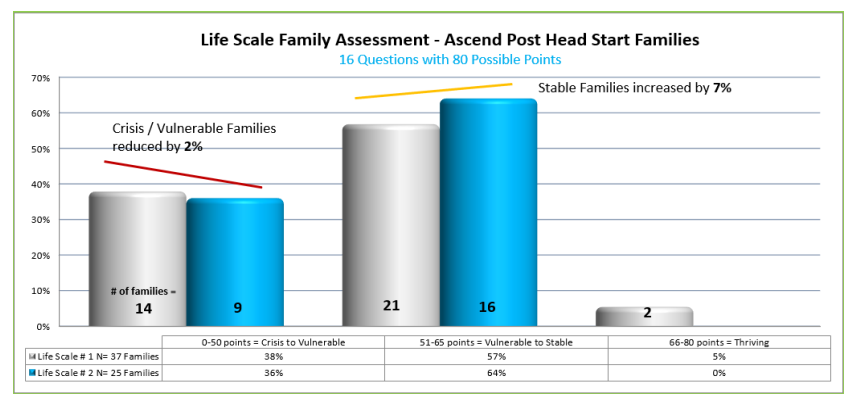 Life Scale Family Assessment - Ascend Post Head Start Families
16 Questions with 80 Possible Points
70%
60%
50%
40%
30%
20%
10%
0%
Crisis / Vulnerable Families
reduced by 2%
Stable Families increased by 7%
# of families =
14
9
21
16
2
0-50 points = Crisis to Vulnerable
51-65 points = Vulnerable to Stable
66-80 points = Thriving
Life Scale # 1 N= 37 Families 38% 57% 5%
Life Scale # 2 N= 25 Families 36% 64% 0%